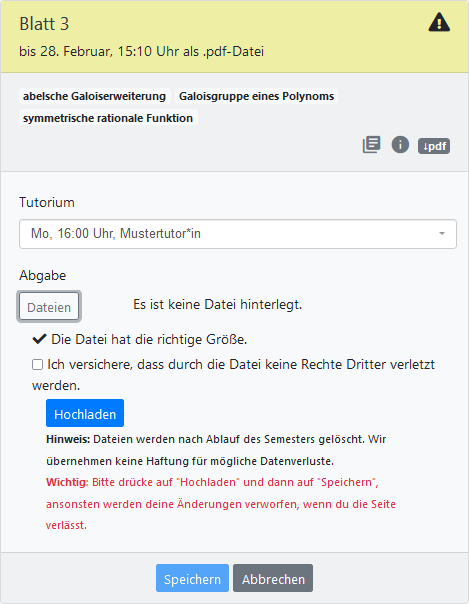 Blatt 3
bis 28. Februar, 15:10 Uhr als .pdf-Datei
abelsche Galoiserweiterung Galoisgruppe eines Polynoms
symmetrische rationale Funktion
↓pdf
Tutorium
Mo, 16:00 Uhr, Mustertutor*in
Abgabe
Dateien Es ist keine Datei hinterlegt.
Die Datei hat die richtige Größe.
Ich versichere, dass durch die Datei keine Rechte Dritter verletzt
werden.
Hochladen
Hinweis: Dateien werden nach Ablauf des Semesters gelöscht. Wir
übernehmen keine Haftung für mögliche Datenverluste.
Wichtig: Bitte drücke auf "Hochladen" und dann auf "Speichern",
ansonsten werden deine Änderungen verworfen, wenn du die Seite
verlässt.
Speichern Abbrechen